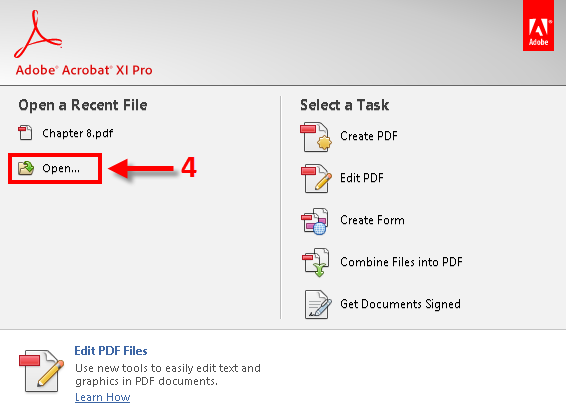 Adobe® Acrobat® XI Pro
Adobe
Open a Recent File
Chapter 8.pdf
Open...
4
Select a Task
Create PDF
Edit PDF
Create Form
Combine Files into PDF
Get Documents Signed
Edit PDF Files
Use new tools to easily edit text and
graphics in PDF documents.
Learn How